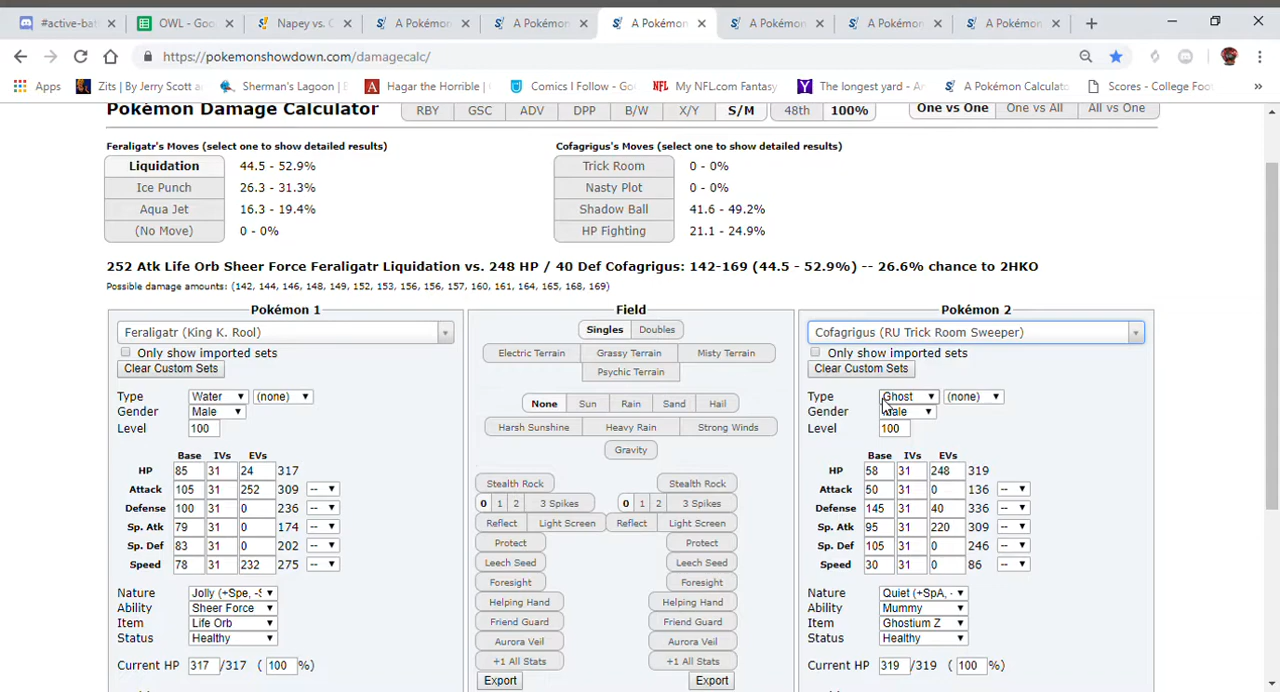 #active-bat OWL - Goo Napey vs. C A Pokémon A Pokémon A Pokémon A Pokémon A Pokémon A Pokémon
https://pokemonshowdown.com/damagecalc/
Apps Zits | By Jerry Scott a Sherman's Lagoon | Hagar the Horrible | Comics I Follow - Go My NFL.com Fantasy The longest yard - A A Pokémon Calculato Scores - College Foo »
Pokémon Damage Calculator RBY GSC ADV DPP B/W X/Y S/M 48th 100% One vs One One vs All All vs One
Feraligatr's Moves (select one to show detailed results) Cofagrigus's Moves (select one to show detailed results)
Liquidation 44.5 - 52.9% Trick Room 0 - 0%
Ice Punch 26.3 - 31.3% Nasty Plot 0 - 0%
Aqua Jet 16.3 - 19.4% Shadow Ball 41.6 - 49.2%
(No Move) 0 - 0% HP Fighting 21.1 - 24.9%
252 Atk Life Orb Sheer Force Feraligatr Liquidation vs. 248 HP / 40 Def Cofagrigus: 142-169 (44.5 - 52.9%) -- 26.6% chance to 2HKO
Possible damage amounts: (142, 144, 146, 148, 149, 152, 153, 156, 156, 157, 160, 161, 164, 165, 168, 169)
Pokémon 1 Field Pokémon 2
Feraligatr (King K. Rool) Singles Doubles Cofagrigus (RU Trick Room Sweeper)
Only show imported sets Electric Terrain Grassy Terrain Misty Terrain Only show imported sets
Clear Custom Sets Psychic Terrain Clear Custom Sets
Type Water (none) None Sun Rain Sand Hail Type Ghost (none)
Gender Male Gender Male
Level 100 Harsh Sunshine Heavy Rain Strong Winds Level 100
Gravity
Base IVs EVs Base IVs EVs
HP 85 31 24 317 HP 58 31 248 319
Stealth Rock Stealth Rock
Attack 105 31 252 309 -- Attack 50 31 0 136 --
0 1 2 3 Spikes 0 1 2 3 Spikes
Defense 100 31 0 236 -- Defense 145 31 40 336 --
Sp. Atk 79 31 0 174 -- Reflect Light Screen Reflect Light Screen Sp. Atk 95 31 220 309 --
Sp. Def 83 31 0 202 -- Protect Protect Sp. Def 105 31 0 246 --
Speed 78 31 232 275 -- Leech Seed Leech Seed Speed 30 31 0 86 --
Foresight Foresight
Nature Jolly (+Spe, -S Helping Hand Helping Hand Nature Quiet (+SpA, -
Ability Sheer Force Ability Mummy
Item Life Orb Friend Guard Friend Guard Item Ghostium Z
Status Healthy Aurora Veil Aurora Veil Status Healthy
Current HP 317 /317 ( 100 %) +1 All Stats +1 All Stats Current HP 319 /319 ( 100 %)
Export Export